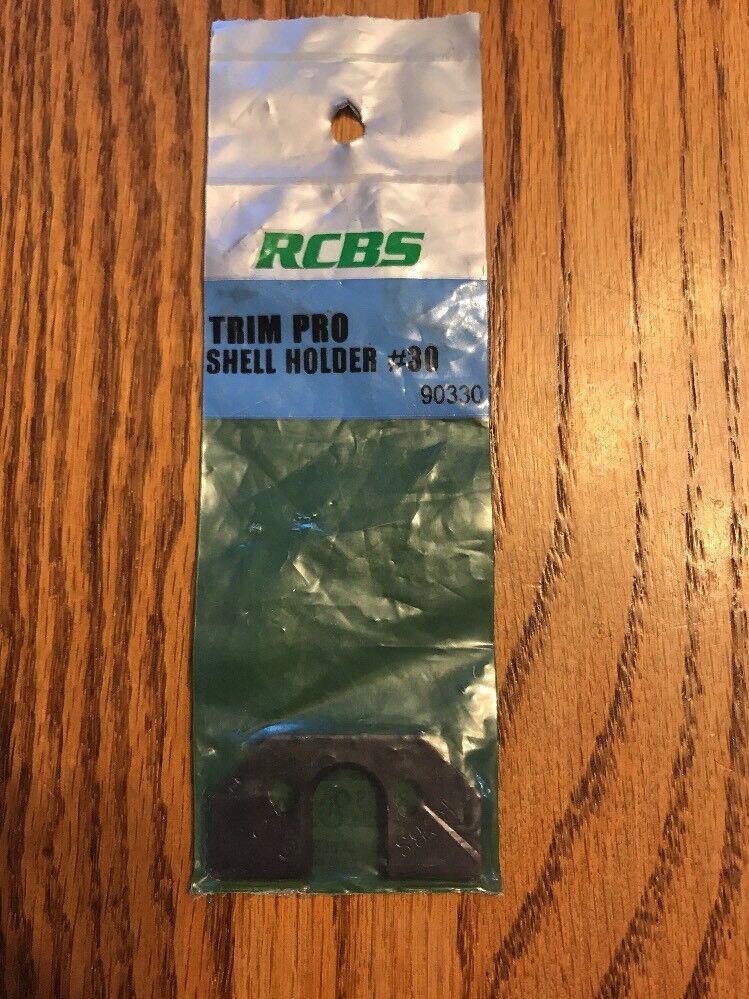 RCBS
TRIM PRO
SHELL HOLDER #30
90330